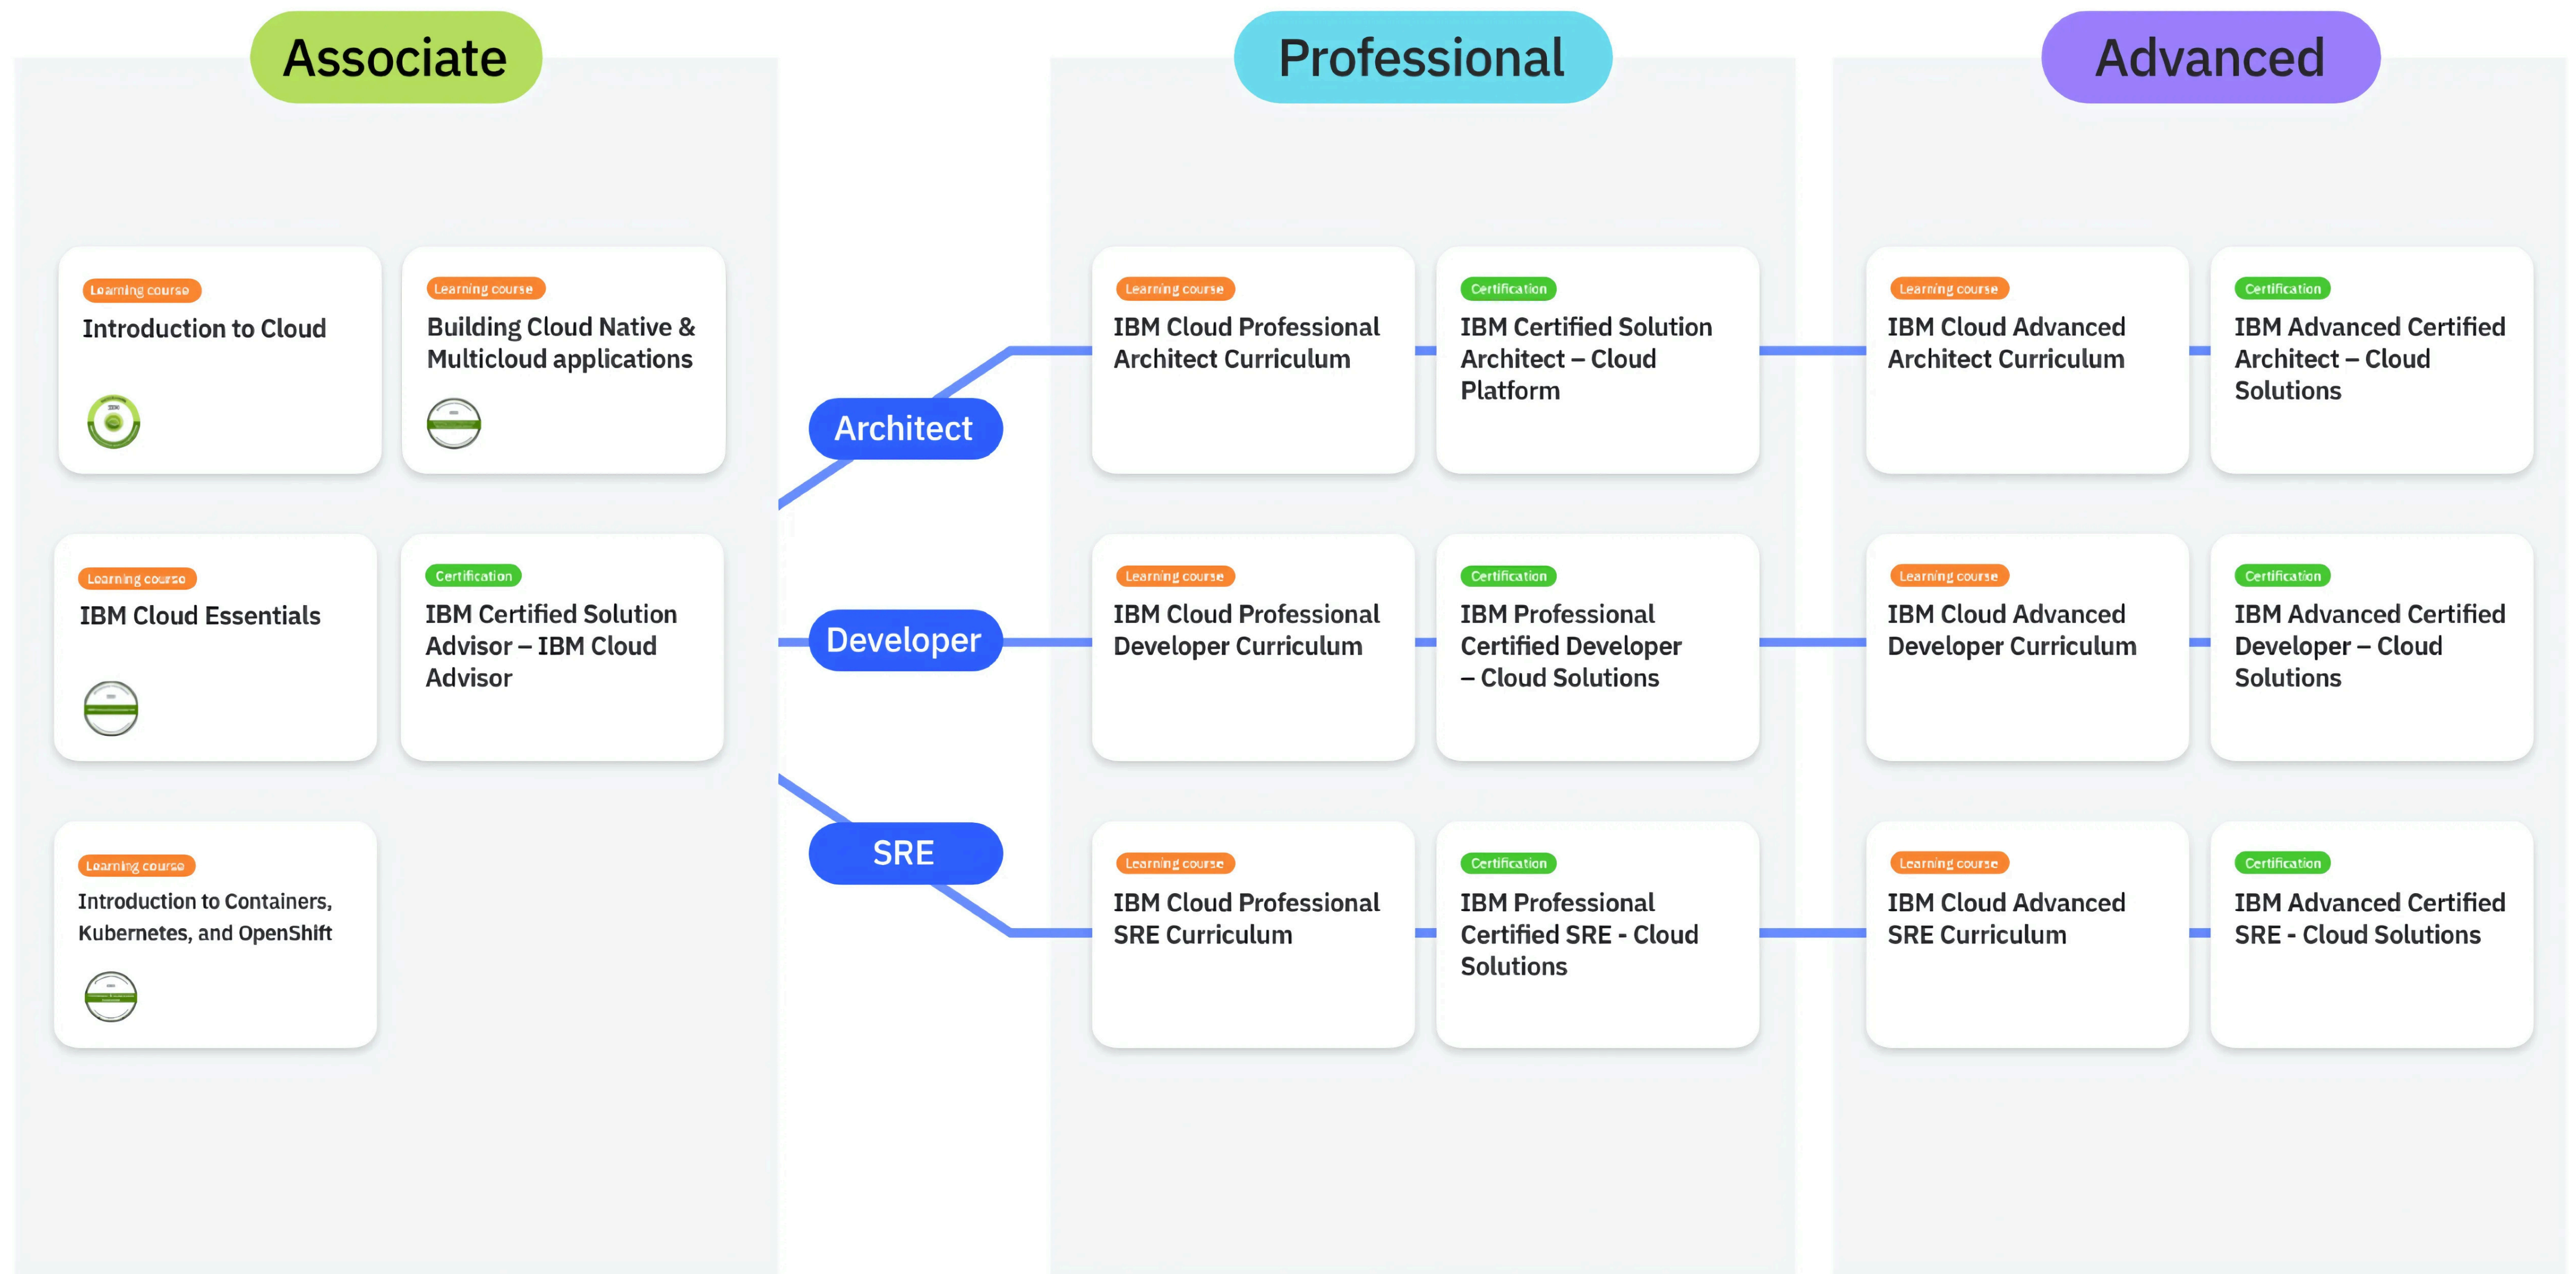 Associate
Learning course
Introduction to Cloud
Learning course
Building Cloud Native &
Multicloud applications
Learning course
IBM Cloud Essentials
Certification
IBM Certified Solution
Advisor – IBM Cloud
Advisor
Learning course
Introduction to Containers,
Kubernetes, and OpenShift
Architect
Developer
SRE
Professional
Learning course
IBM Cloud Professional
Architect Curriculum
Certification
IBM Certified Solution
Architect – Cloud
Platform
Learning course
IBM Cloud Professional
Developer Curriculum
Certification
IBM Professional
Certified Developer
– Cloud Solutions
Learning course
IBM Cloud Professional
SRE Curriculum
Certification
IBM Professional
Certified SRE - Cloud
Solutions
Advanced
Learning course
IBM Cloud Advanced
Architect Curriculum
Certification
IBM Advanced Certified
Architect – Cloud
Solutions
Learning course
IBM Cloud Advanced
Developer Curriculum
Certification
IBM Advanced Certified
Developer – Cloud
Solutions
Learning course
IBM Cloud Advanced
SRE Curriculum
Certification
IBM Advanced Certified
SRE - Cloud Solutions